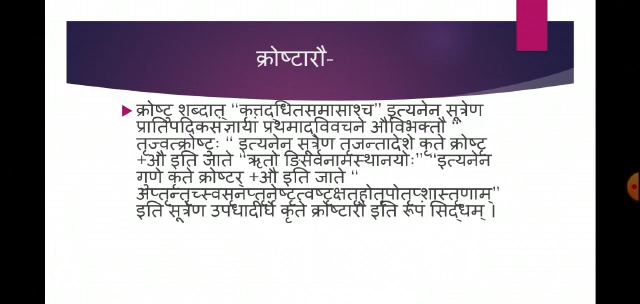 क्रोष्टारौ-
क्रोष्टु शब्दात् “कृत्तद्धितसमासाश्च” इत्यनेन सूत्रेण
प्रातिपदिकसंज्ञायां प्रथमाद्विवचने औविभक्तौ “
तृज्वत्क्रोष्टुः “ इत्यनेन सूत्रेण तृजन्तादेशे कृते क्रोष्टृ
+औ इति जाते “ऋतो ङिसर्वनामस्थानयोः” “इत्यनेन
गुणे कृते क्रोष्टर् +औ इति जाते “
अप्तृन्तृच्स्वसृनप्तृनेष्टृत्वष्टृक्षतृहोतृपोतृप्शास्तृणाम्”
इति सूत्रेण उपधादीर्घे कृते क्रोष्टारौ इति रूपं सिद्धम् ।